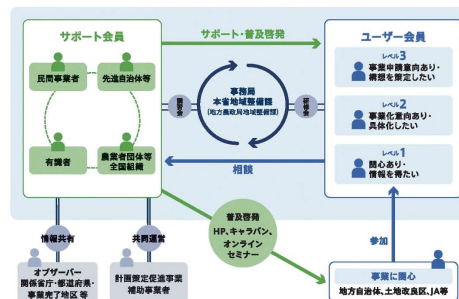 サポート会員
民間事業者
先進自治体等
有識者
農業者団体等
全国組織
サポート・普及啓発
事務局
本省地域整備課
(地方農政局地域整備課)
講習会
研修会
相談
ユーザー会員
レベル3
事業申請意向あり・
構想を策定したい
レベル2
事業化意向あり・
具体化したい
レベル1
関心あり・
情報を得たい
情報共有
共同運営
普及啓発
HP、キャラバン、
オンライン
セミナー
参加
オブザーバー
関係省庁・都道府県・
事業完了地区 等
計画策定促進事業
補助事業者
事業に関心
地方自治体、土地改良区、JA等